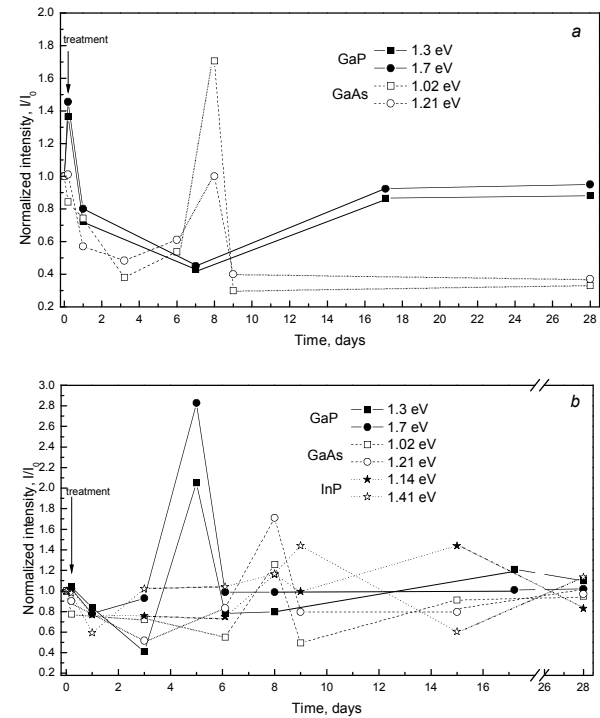 a
2.0
1.8
1.6
1.4
1.2
1.0
0.8
0.6
0.4
0.2
Normalized intensity, I/I0
treatment
GaP
1.3 eV
1.7 eV
GaAs
1.02 eV
1.21 eV
0 2 4 6 8 10 12 14 16 18 20 22 24 26 28
Time, days
b
3.0
2.8
2.6
2.4
2.2
2.0
1.8
1.6
1.4
1.2
1.0
0.8
0.6
0.4
0.2
Normalized intensity, I/I0
treatment
GaP
1.3 eV
1.7 eV
GaAs
1.02 eV
1.21 eV
InP
1.14 eV
1.41 eV
0 2 4 6 8 10 12 14 16 26 28
Time, days